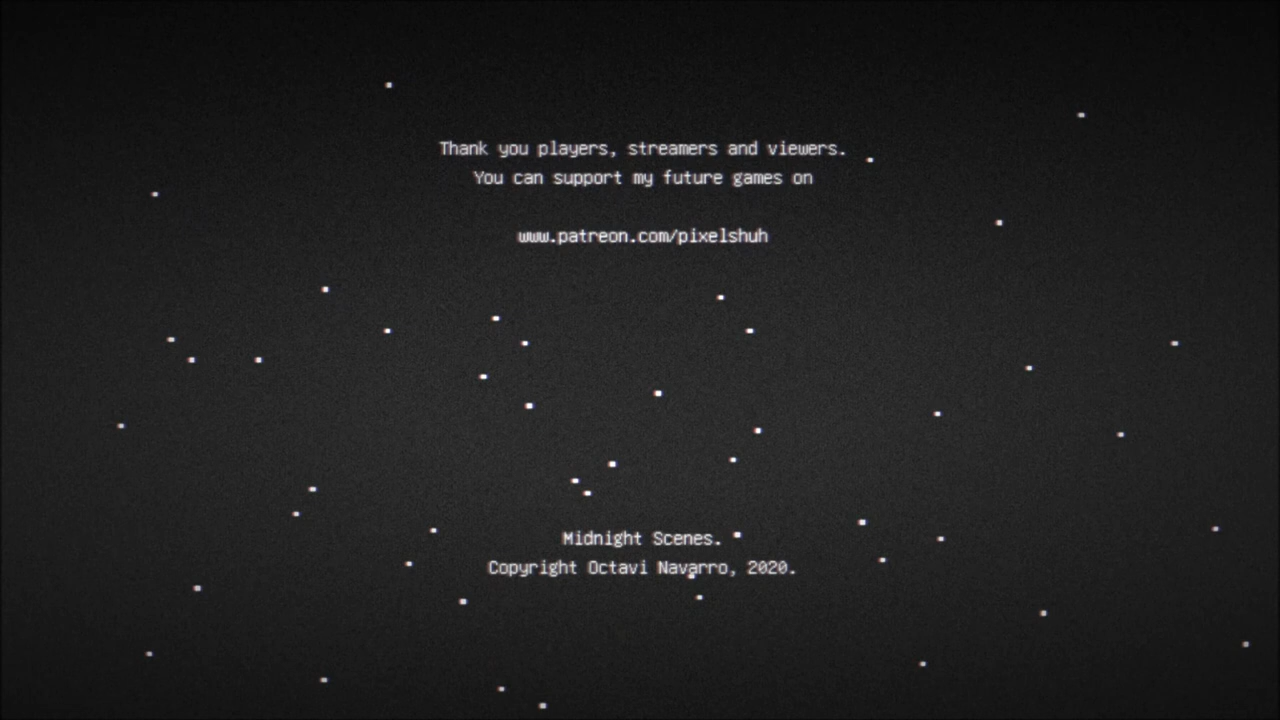 Thank you players, streamers and viewers.
You can support my future games on
www.patreon.com/pixelshuh
Midnight Scenes.
Copyright Octavi Navarro, 2020.